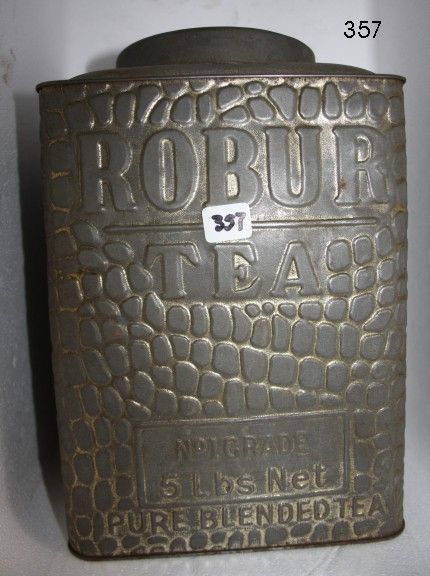 357
ROBUR
357
TEA
No1.GRADE
5 Lbs Net
PURE BLENDED TEA